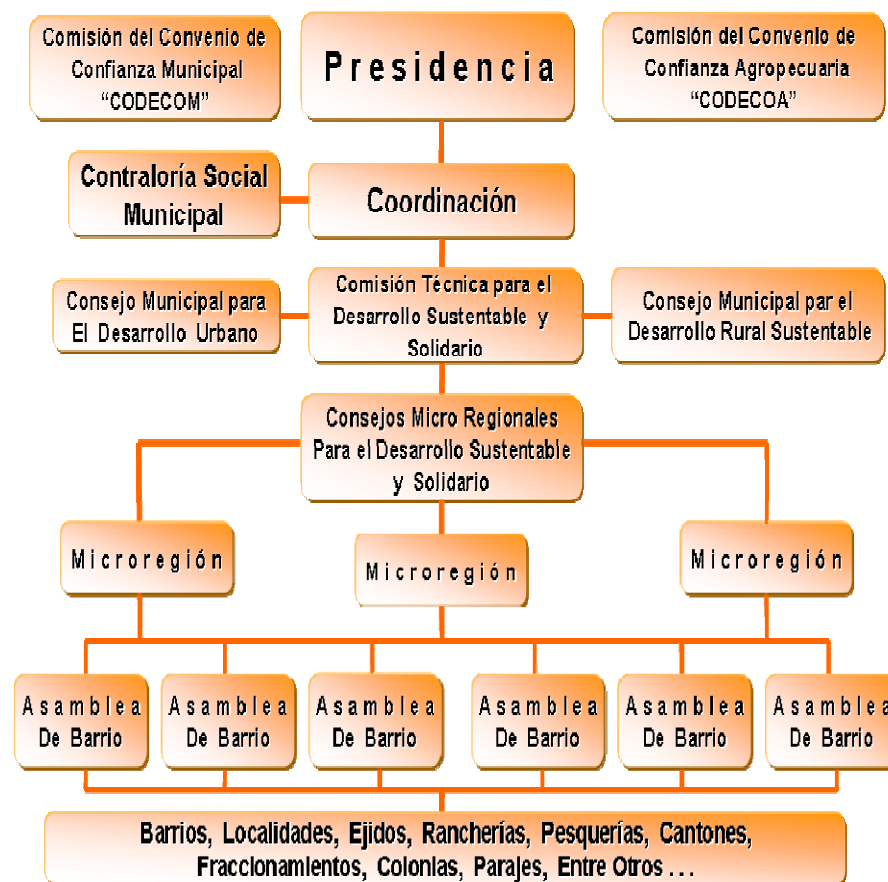 Comisión del Convenio de
Confianza Municipal
“CODECOM”
Presidencia
Comisión del Convenio de
Confianza Agropecuaria
“CODECOA”
Contraloría Social
Municipal
Coordinación
Consejo Municipal para
El Desarrollo Urbano
Comisión Técnica para el
Desarrollo Sustentable y
Solidario
Consejo Municipal par el
Desarrollo Rural Sustentable
Consejos Micro Regionales
Para el Desarrollo Sustentable
y Solidario
Microregión
Microregión
Microregión
Asamblea
De Barrio
Asamblea
De Barrio
Asamblea
De Barrio
Asamblea
De Barrio
Asamblea
De Barrio
Asamblea
De Barrio
Barrios, Localidades, Ejidos, Rancherías, Pesquerías, Cantones,
Fraccionamientos, Colonias, Parajes, Entre Otros . . .